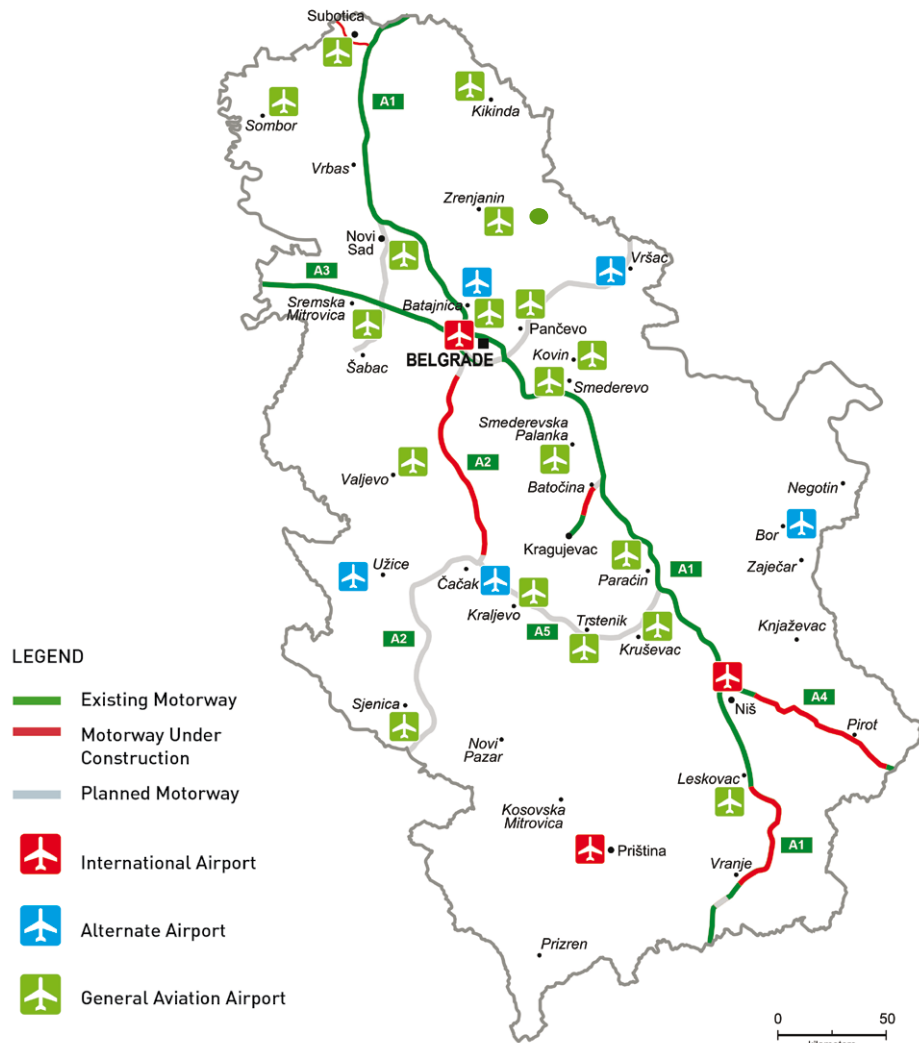 Subotica
A1
Kikinda
Sombor
Vrbas
Zrenjanin
Novi
Sad
A3
Vršac
Sremska
Mitrovica
Batajnica
Pančevo
BELGRADE
Kovin
Šabac
Smederevo
Smederevska
Palanka
A2
Valjevo
Batočina
Negotin
Bor
Kragujevac
Užice
Čačak
Paraćin
A1
Zaječar
Kraljevo
A5
Trstenik
A2
Kruševac
Knjaževac
LEGEND
Existing Motorway
Motorway Under
Construction
Planned Motorway
International Airport
Alternate Airport
General Aviation Airport
Sjenica
Niš
A4
Pirot
Novi
Pazar
Leskovac
Kosovska
Mitrovica
Priština
A1
Vranje
Prizren
0 50